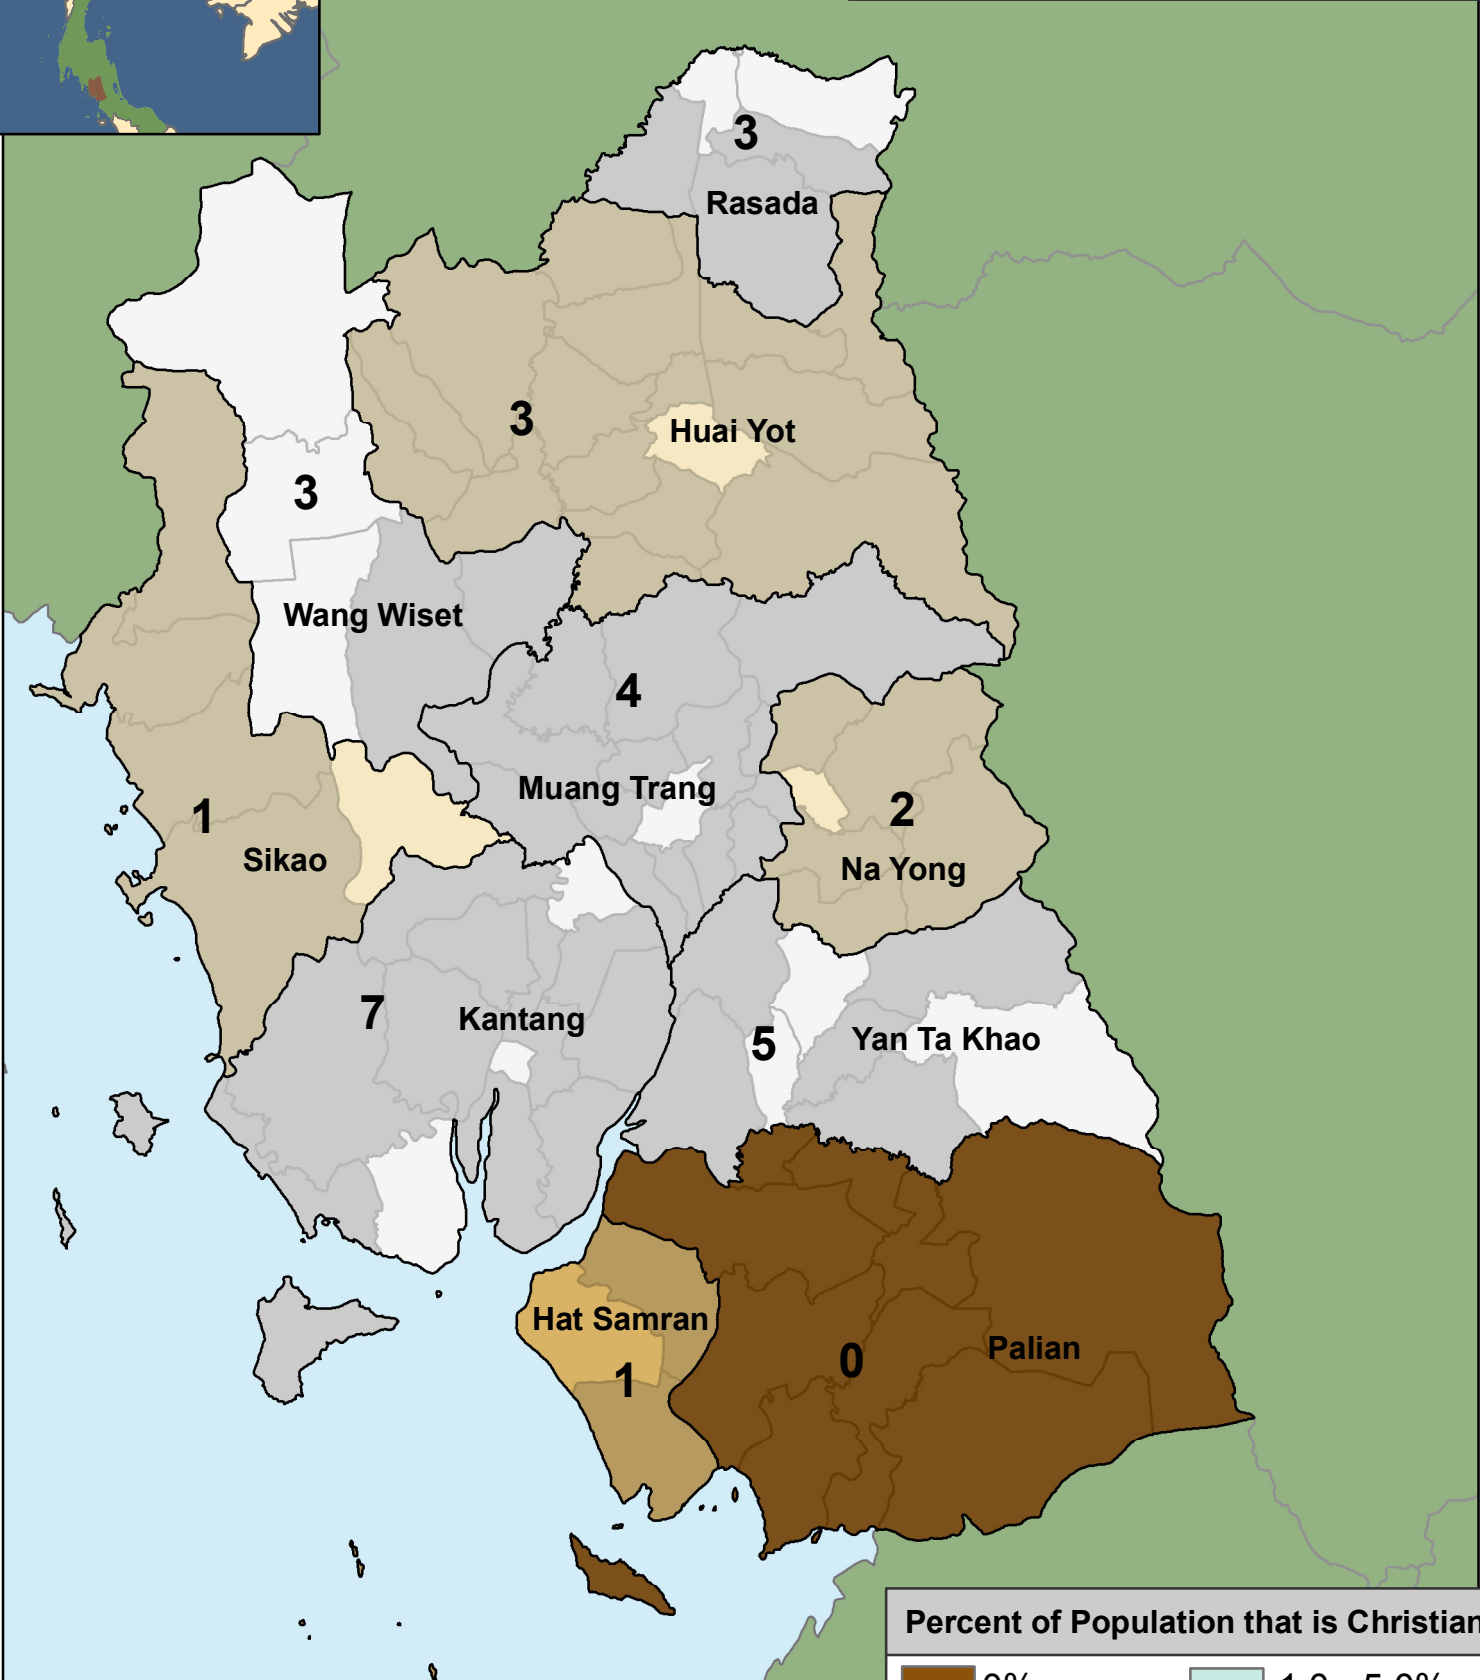 3
Rasada
3
Huai Yot
3
Wang Wiset
4
Muang Trang
1
Sikao
2
Na Yong
7
Kantang
5
Yan Ta Khao
Hat Samran
1
0
Palian
Percent of Population that is Christian